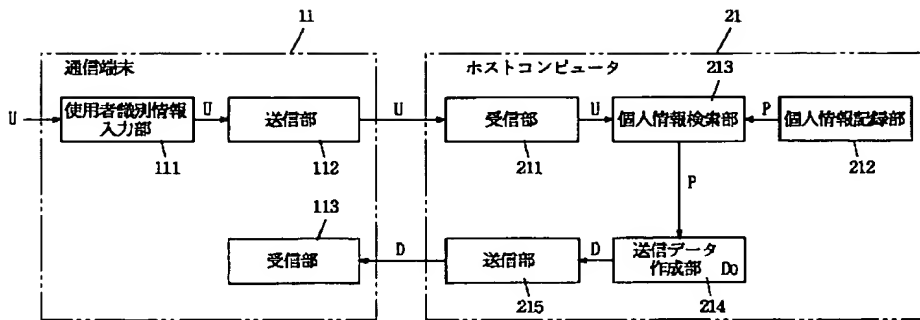 11
21
通信端末
ホストコンピュータ
213
U
使用者識別情報
入力部
U
送信部
U
受信部
U
個人情報検索部
P
個人情報記録部
111
112
211
212
P
113
受信部
D
送信部
D
送信データ
作成部 Do
215
214